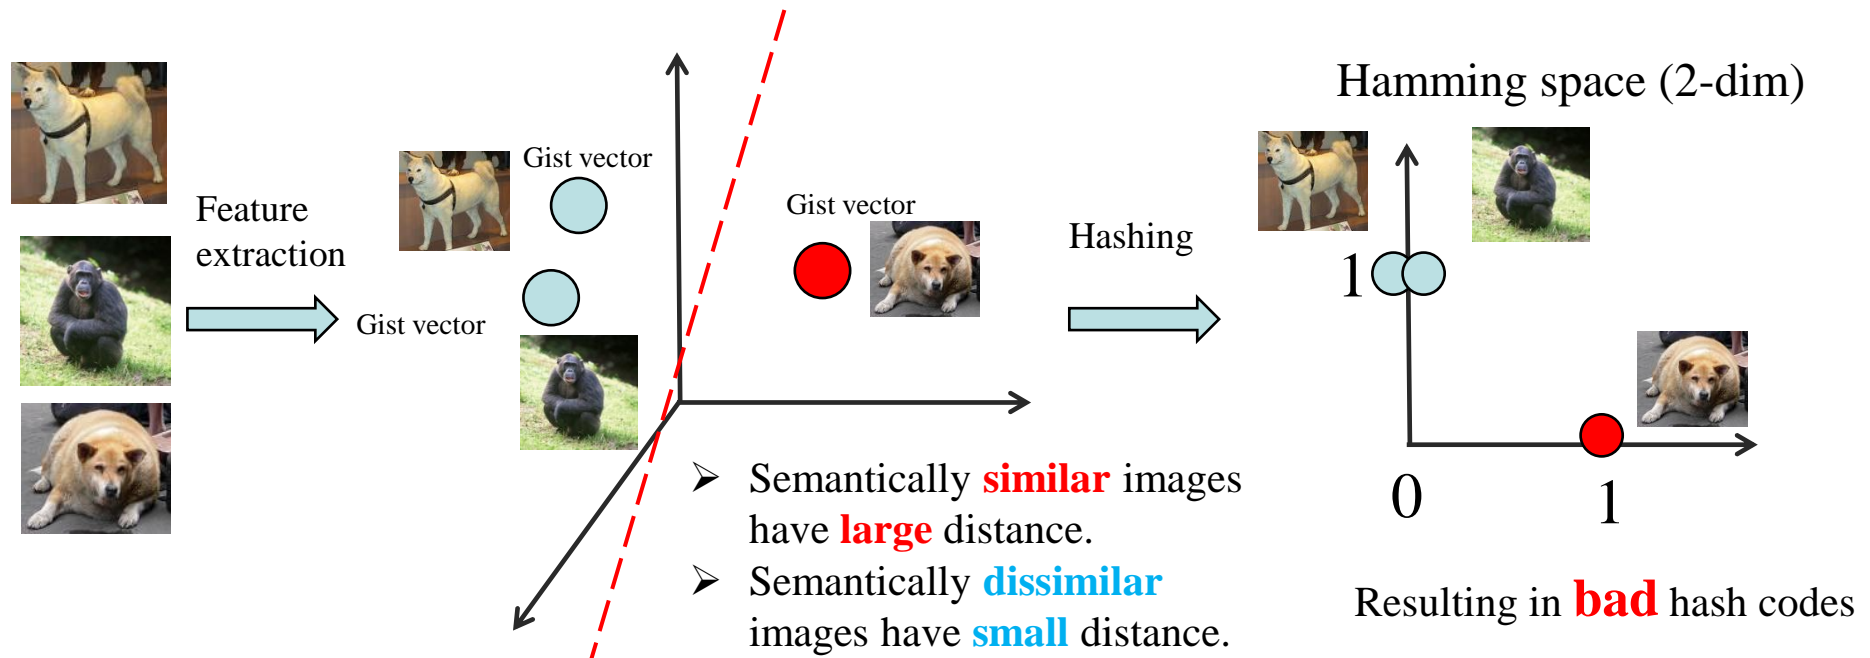 Feature
extraction
Gist vector
Gist vector
Gist vector
Hashing
Hamming space (2-dim)
1
0
1
➢ Semantically similar images
have large distance.
➢ Semantically dissimilar
images have small distance.
Resulting in bad hash codes